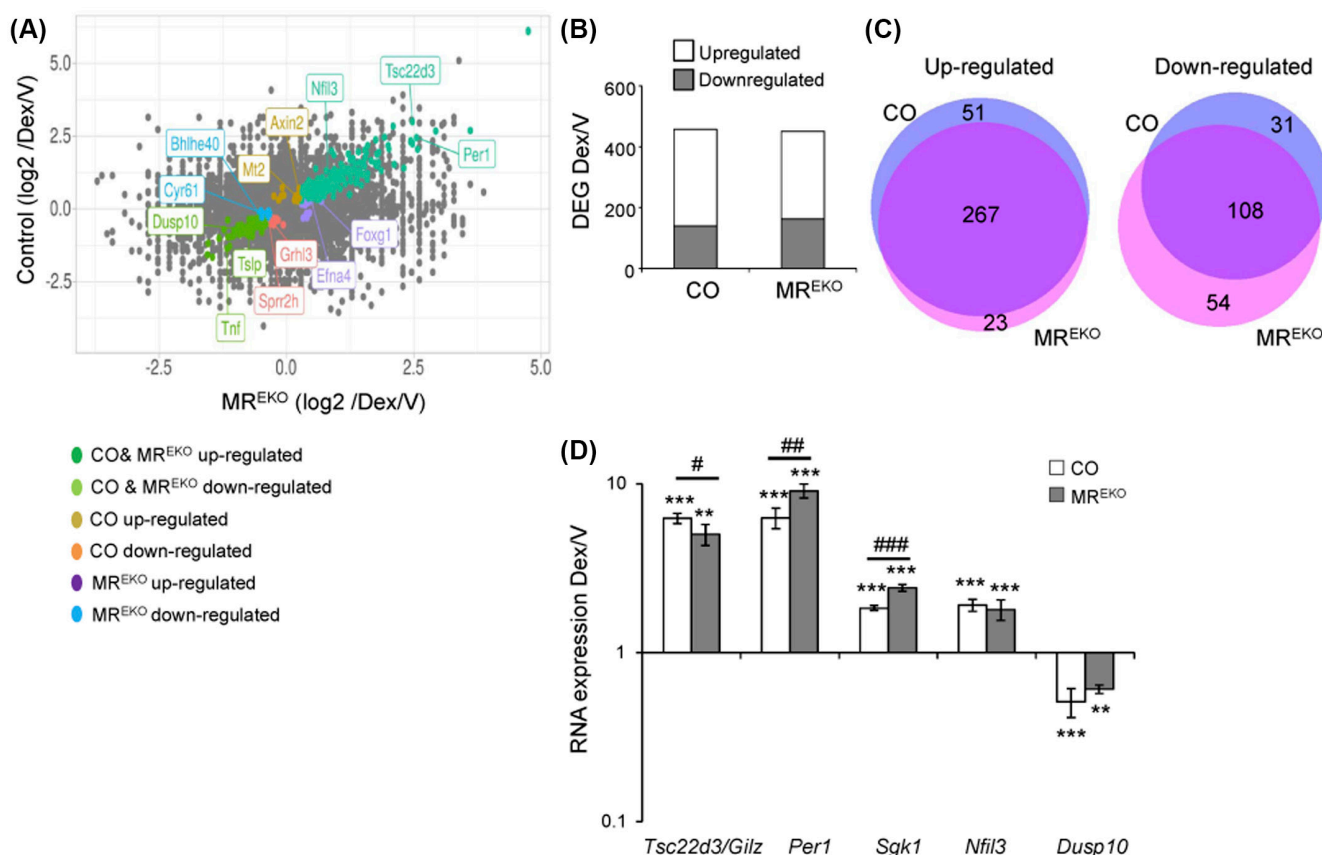 (A)
Control (log2 /Dex/V)
5.0
2.5
0.0
-2.5
Tsc22d3
Nfil3
Axin2
Bhlhe40
Per1
Mt2
Cyr61
Dusp10
Foxg1
Tslp
Grhl3
Efna4
Sprr2h
Tnf
-2.5 0.0 2.5 5.0
MR^EKO (log2 /Dex/V)
CO& MR^EKO up-regulated
CO & MR^EKO down-regulated
CO up-regulated
CO down-regulated
MR^EKO up-regulated
MR^EKO down-regulated
(B)
Upregulated
Downregulated
DEG Dex/V
600
400
200
0
CO MR^EKO
(C)
Up-regulated Down-regulated
CO 51
267
23
MR^EKO
CO 31
108
54
MR^EKO
(D)
CO
MR^EKO
RNA expression Dex/V
10
1
0.1
# ## ###
*** ** *** *** *** *** *** *** *** **
Tsc22d3/Gilz Per1 Sgk1 Nfil3 Dusp10